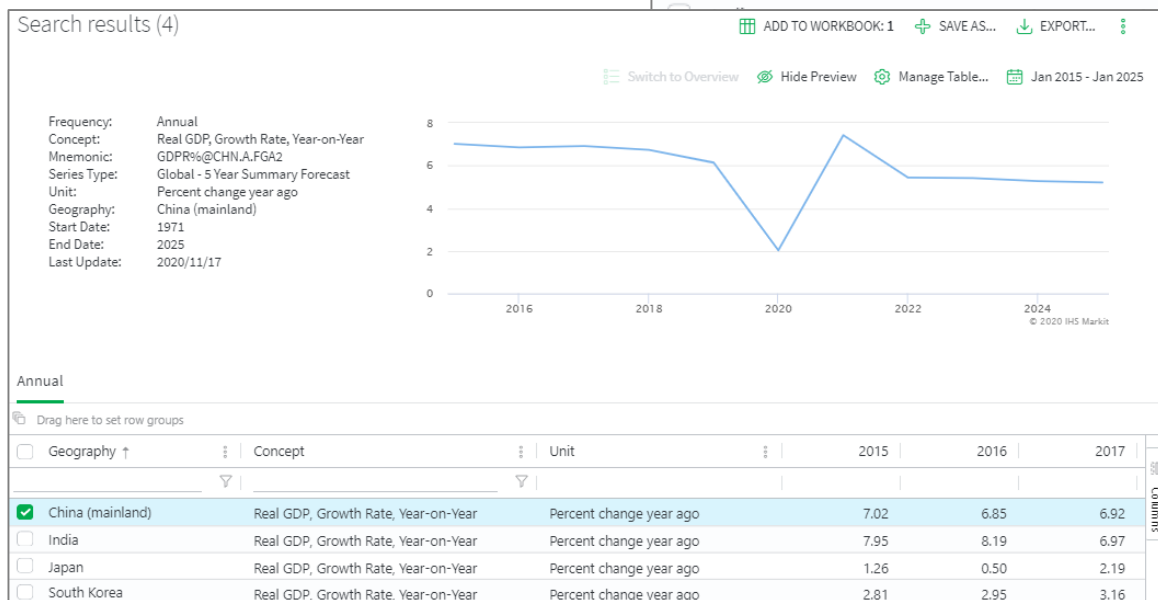 Search results (4)
ADD TO WORKBOOK: 1 SAVE AS... EXPORT...
Switch to Overview Hide Preview Manage Table... Jan 2015 - Jan 2025
Frequency: Annual
Concept: Real GDP, Growth Rate, Year-on-Year
Mnemonic: GDPR%@CHN.A.FGA2
Series Type: Global - 5 Year Summary Forecast
Unit: Percent change year ago
Geography: China (mainland)
Start Date: 1971
End Date: 2025
Last Update: 2020/11/17
8
6
4
2
0
2016 2018 2020 2022 2024
© 2020 IHS Markit
Annual
Drag here to set row groups
Geography ↑ Concept Unit 2015 2016 2017
China (mainland) Real GDP, Growth Rate, Year-on-Year Percent change year ago 7.02 6.85 6.92
India Real GDP, Growth Rate, Year-on-Year Percent change year ago 7.95 8.19 6.97
Japan Real GDP, Growth Rate, Year-on-Year Percent change year ago 1.26 0.50 2.19
South Korea Real GDP, Growth Rate, Year-on-Year Percent change year ago 2.81 2.95 3.16
Columns